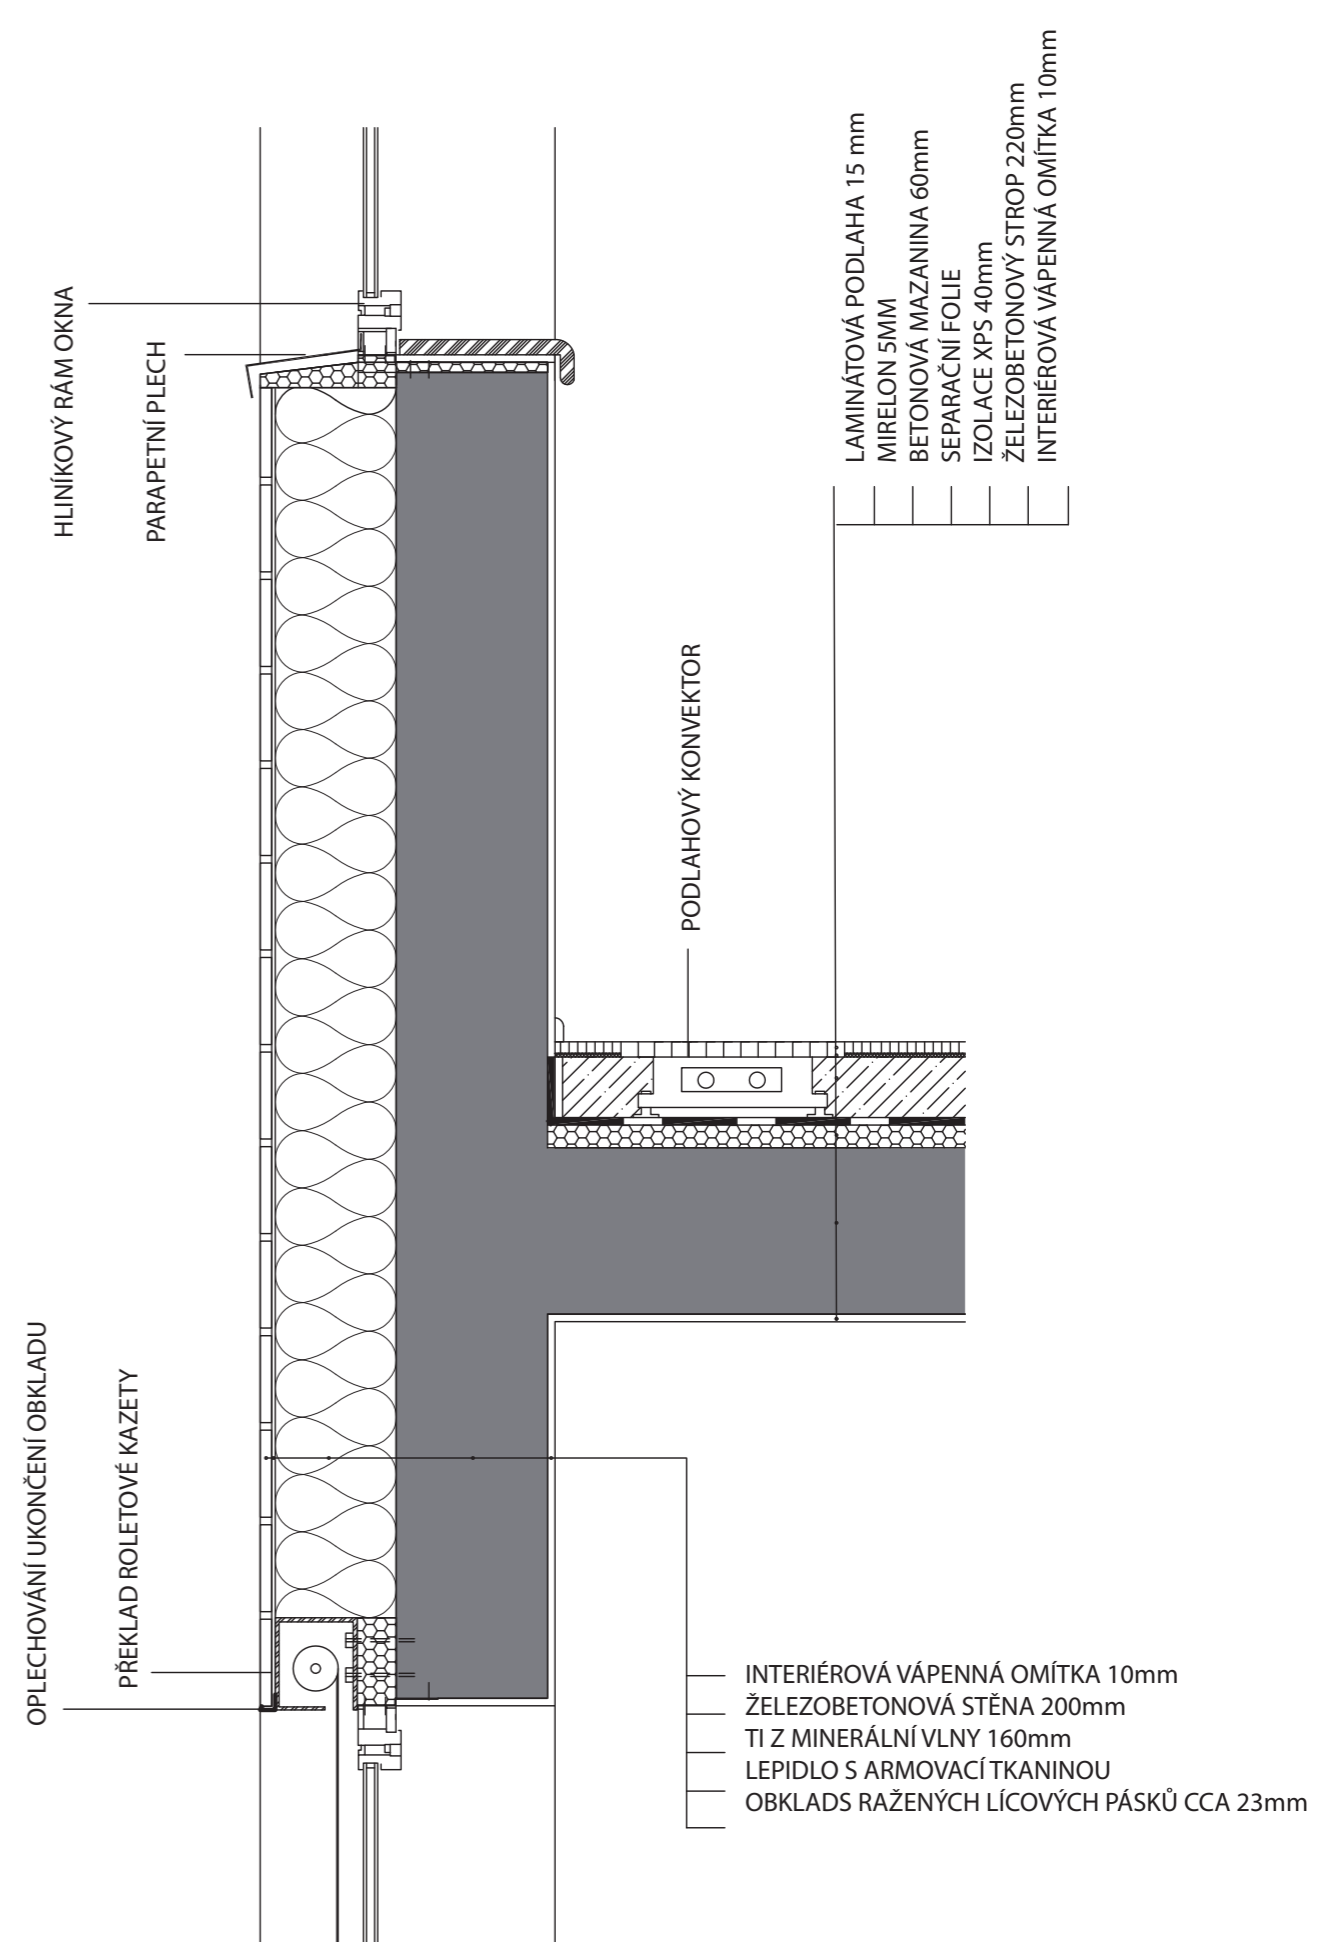 HLINÍKOVÝ RÁM OKNA
PARAPETNÍ PLECH
LAMINÁTOVÁ PODLAHA 15 mm
MIRELON 5MM
BETONOVÁ MAZANINA 60mm
SEPARAČNÍ FOLIE
IZOLACE XPS 40mm
ŽELEZOBETONOVÝ STROP 220mm
INTERIÉROVÁ VÁPENNÁ OMÍTKA 10mm
PODLAHOVÝ KONVEKTOR
OPLECHOVÁNÍ UKONČENÍ OBKLADU
PŘEKLAD ROLETOVÉ KAZETY
INTERIÉROVÁ VÁPENNÁ OMÍTKA 10mm
ŽELEZOBETONOVÁ STĚNA 200mm
TI Z MINERÁLNÍ VLNY 160mm
LEPIDLO S ARMOVACÍ TKANINOU
OBKLADS RAŽENÝCH LÍCOVÝCH PÁSKŮ CCA 23mm